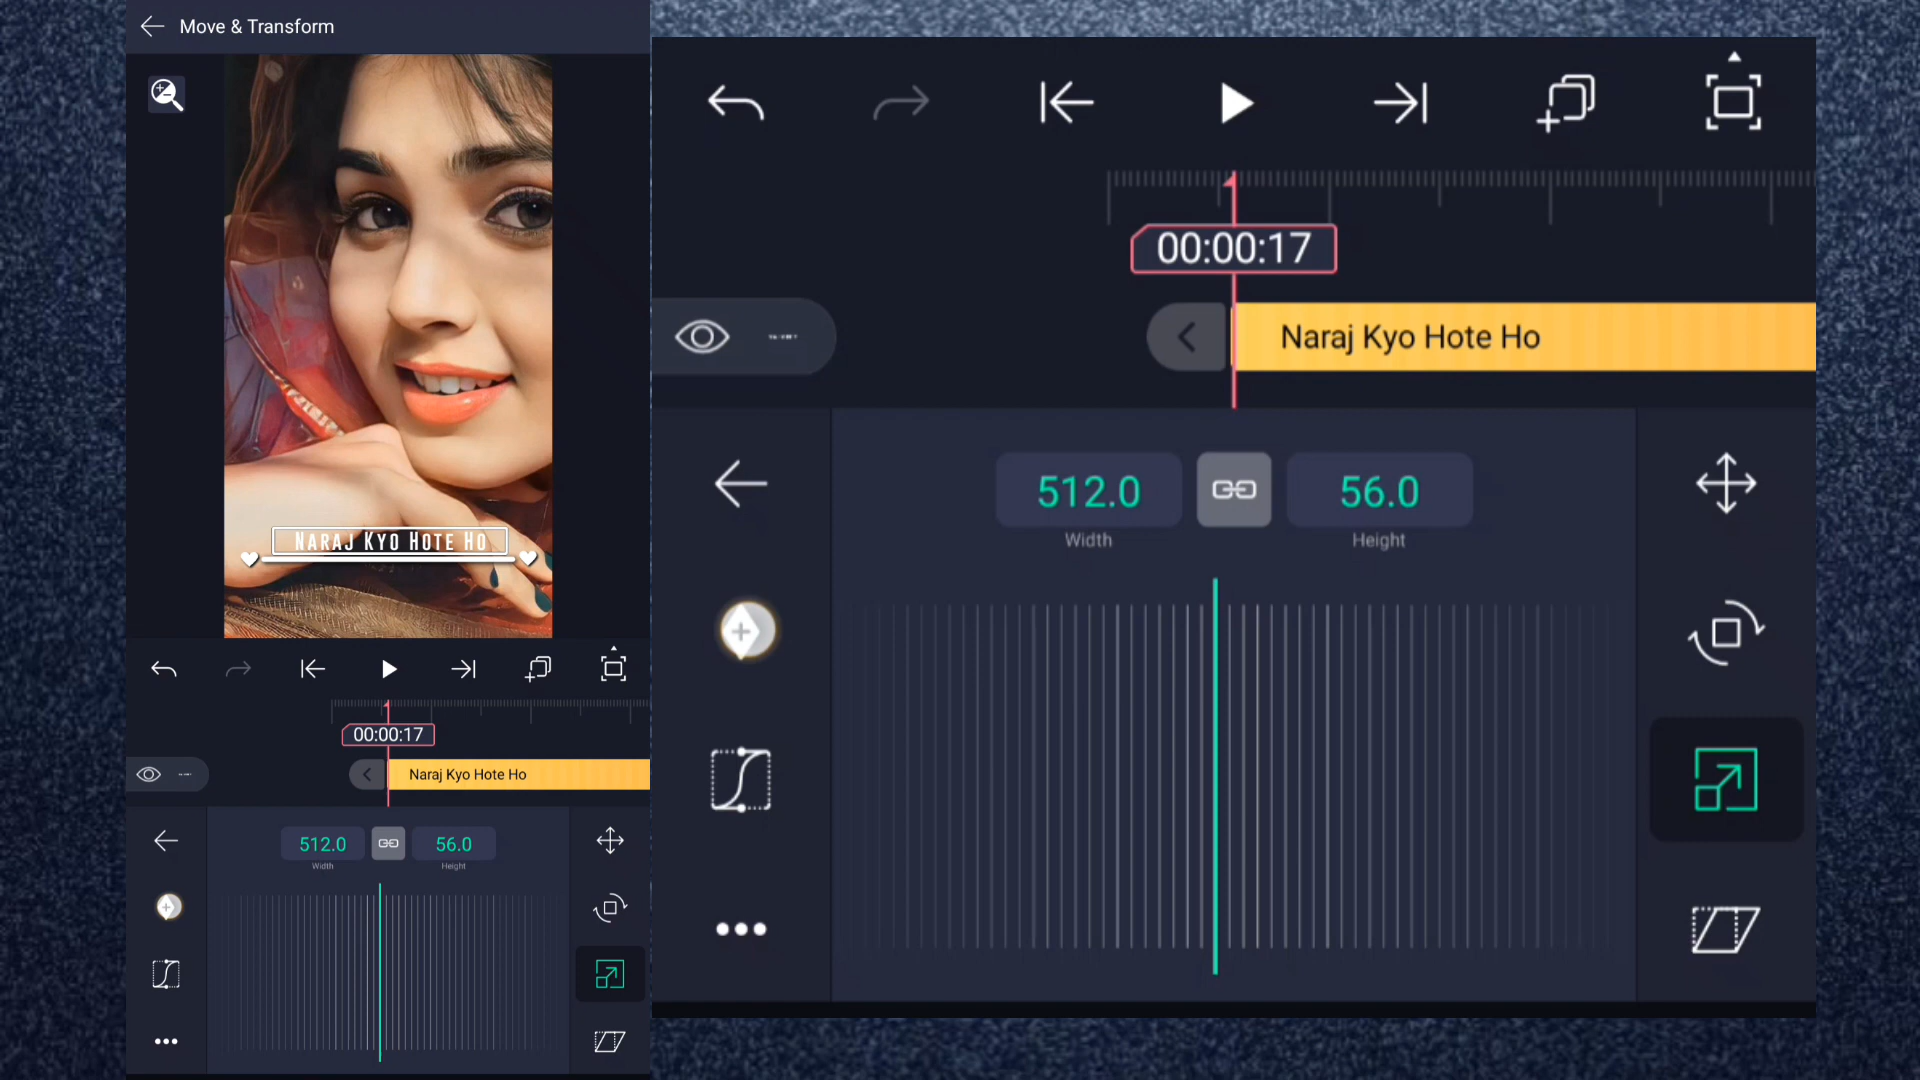 Move & Transform
NARAJ KYO HOTE HO
00:00:17
Naraj Kyo Hote Ho
512.0
56.0
Width
Height
00:00:17
Naraj Kyo Hote Ho
512.0
56.0
Width
Height